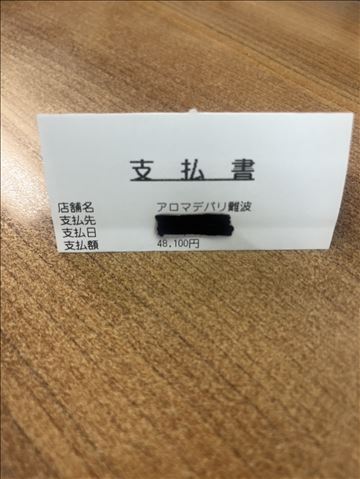 支払書
店舗名 アロマデパリ難波
支払先
支払日
支払額 48,100円